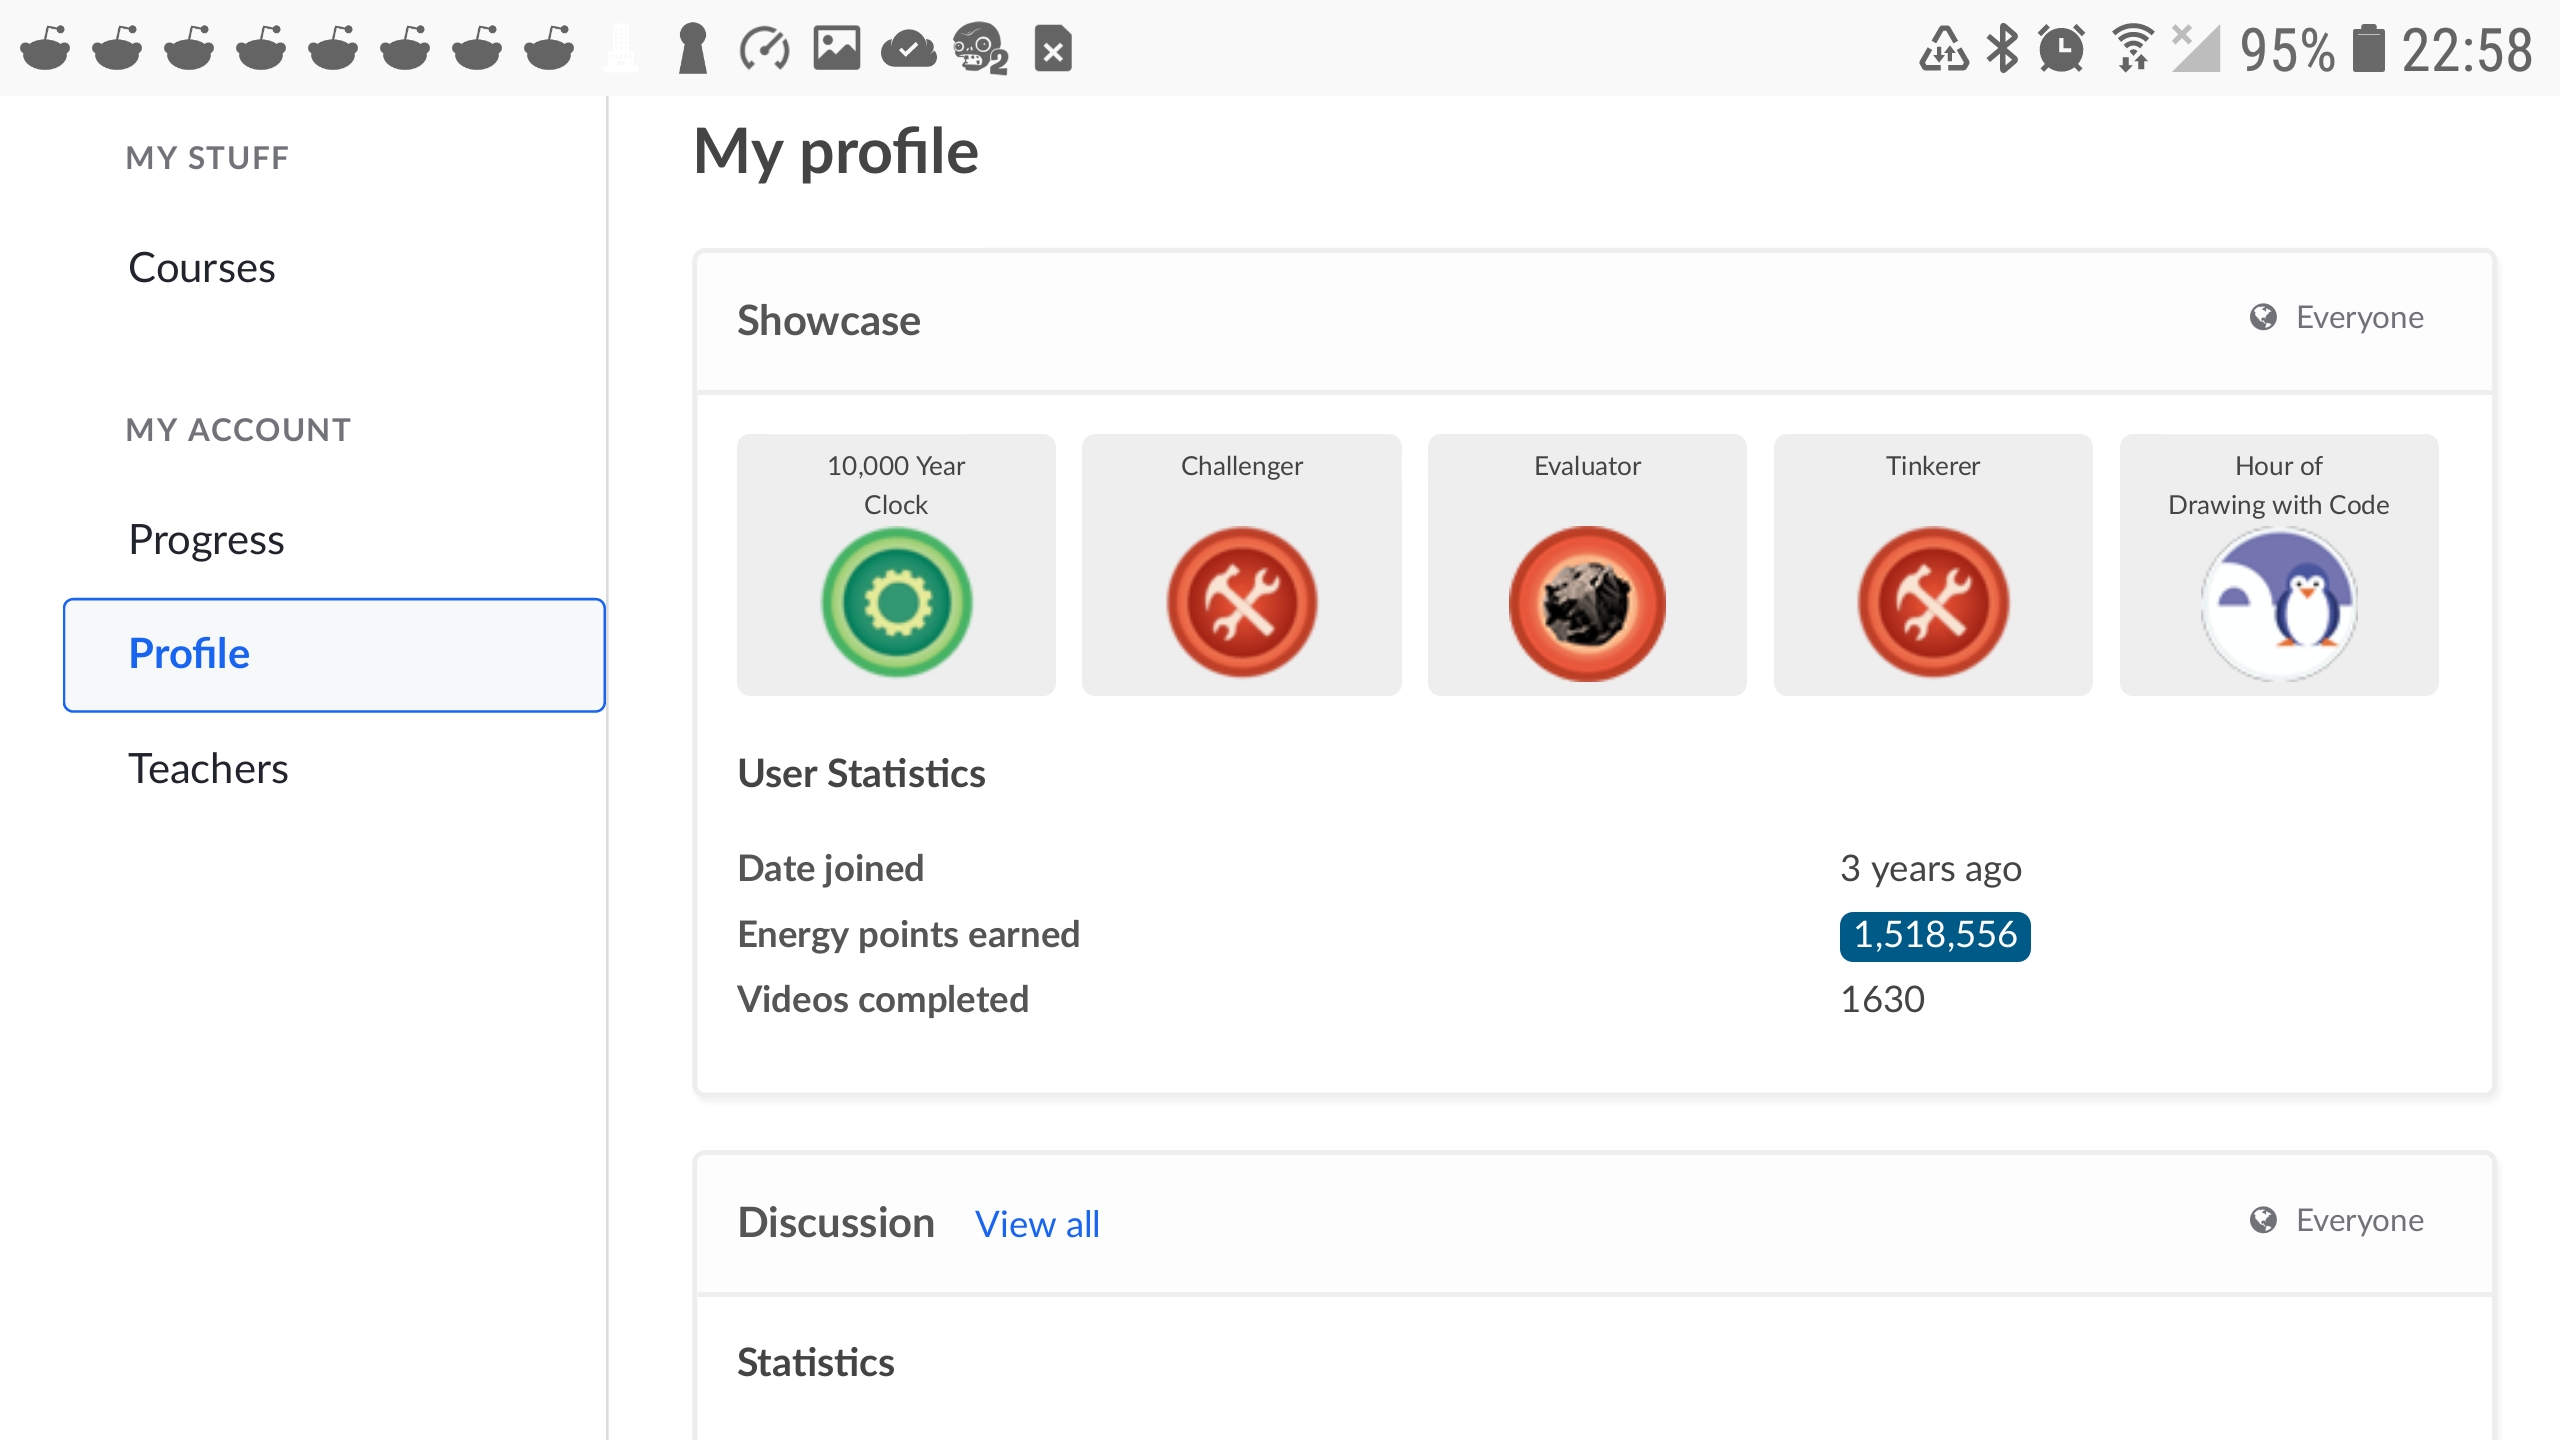 95% 22:58
MY STUFF
Courses
MY ACCOUNT
Progress
Profile
Teachers
My profile
Showcase
Everyone
10,000 Year
Clock
Challenger
Evaluator
Tinkerer
Hour of
Drawing with Code
User Statistics
Date joined 3 years ago
Energy points earned 1,518,556
Videos completed 1630
Discussion View all
Everyone
Statistics